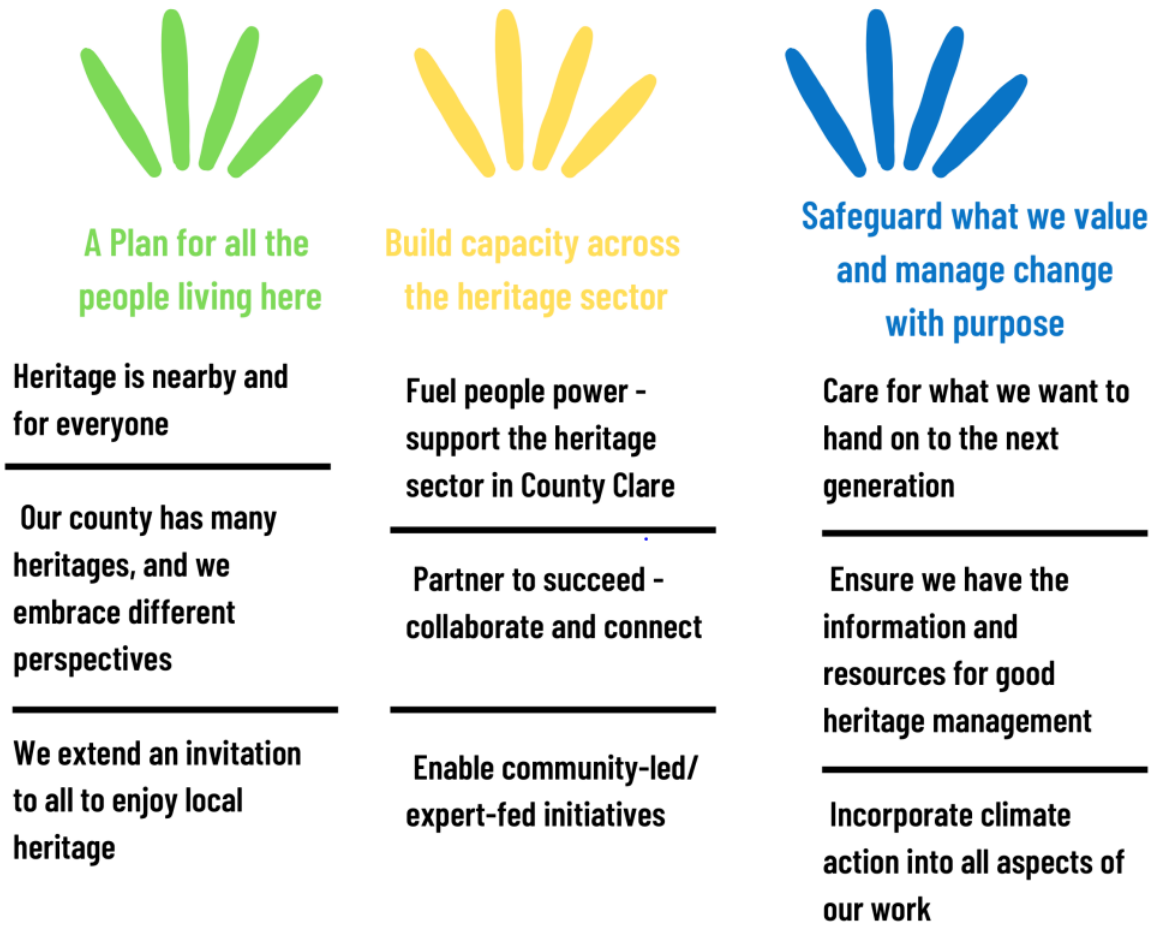 A Plan for all the
people living here
Heritage is nearby and
for everyone
Our county has many
heritages, and we
embrace different
perspectives
We extend an invitation
to all to enjoy local
heritage
Build capacity across
the heritage sector
Fuel people power -
support the heritage
sector in County Clare
Partner to succeed -
collaborate and connect
Enable community-led/
expert-fed initiatives
Safeguard what we value
and manage change
with purpose
Care for what we want to
hand on to the next
generation
Ensure we have the
information and
resources for good
heritage management
Incorporate climate
action into all aspects of
our work